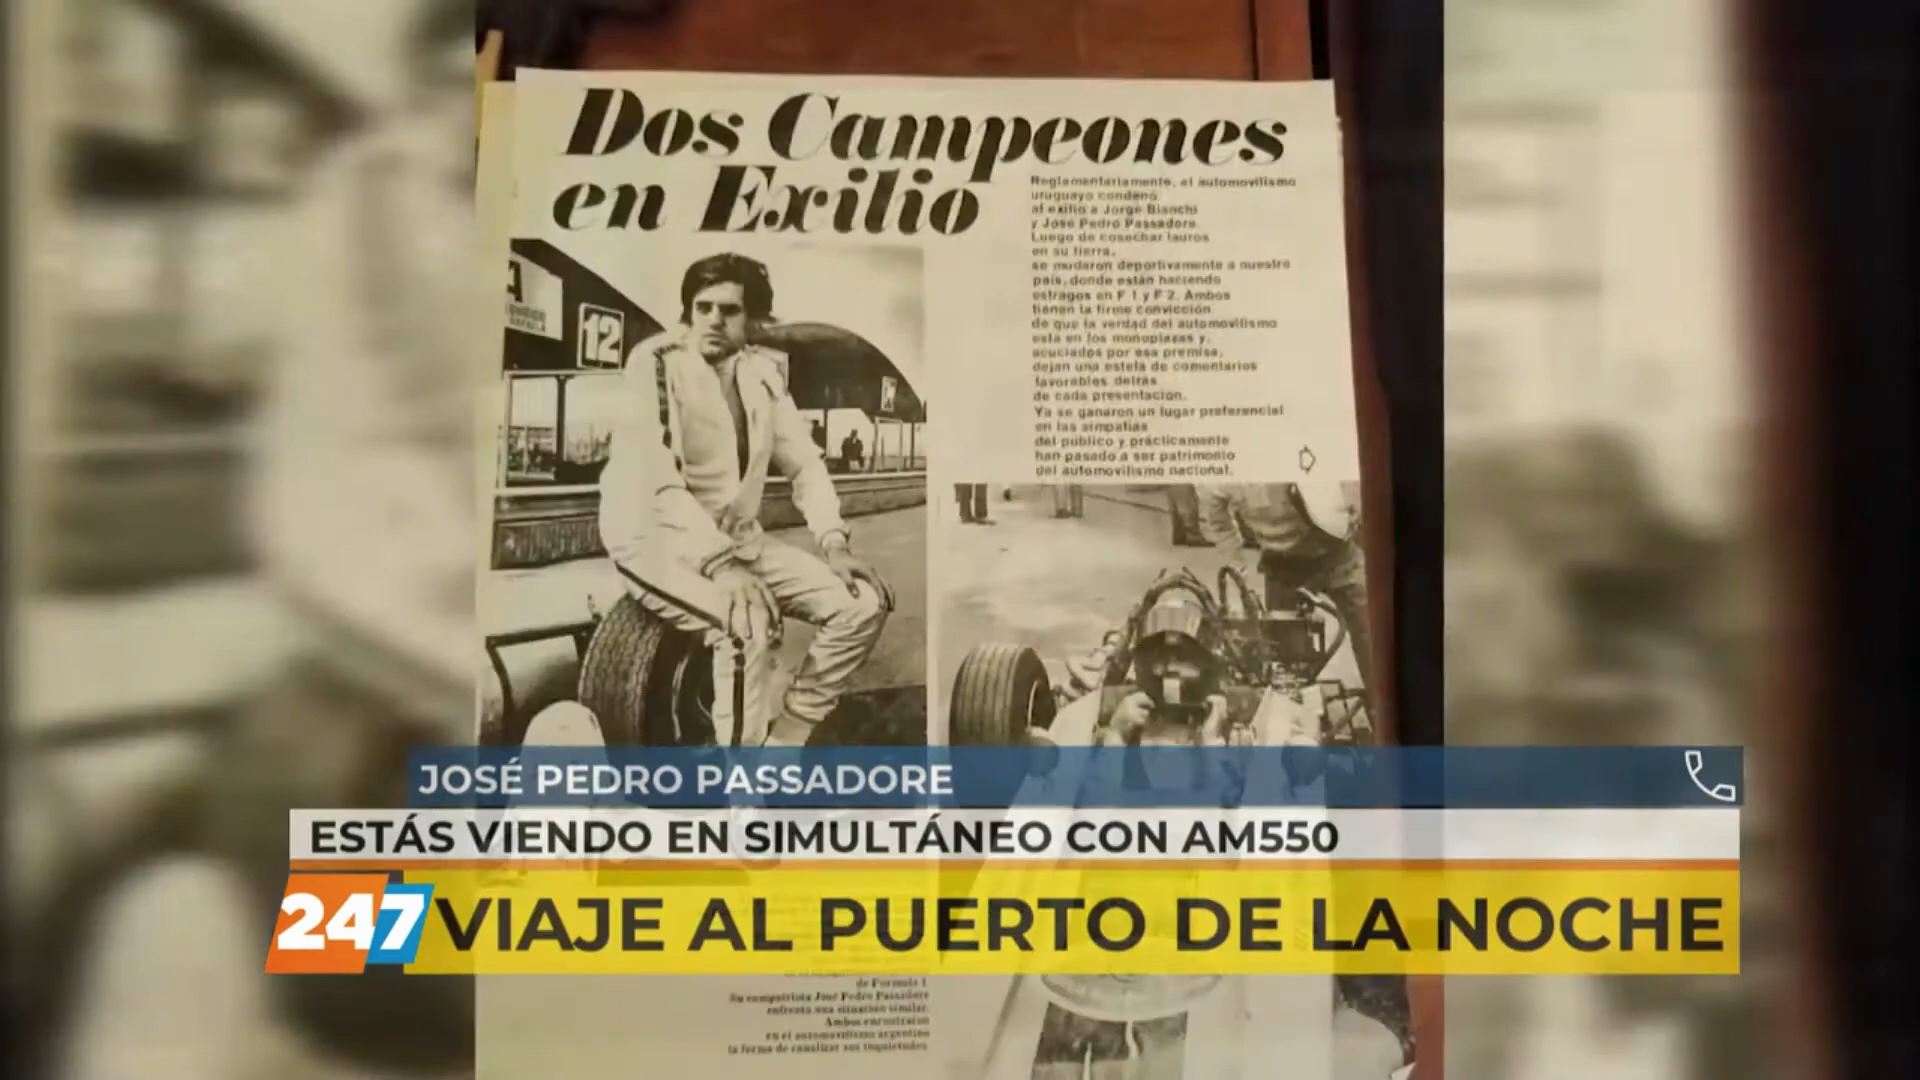 Dos Campeones
en Exilio
Reglamentariamente, el automovilismo
uruguayo condenó
al exilio a Jorge Bianchi
y José Pedro Passadore.
Luego de cosechar lauros
en su tierra,
se mudaron deportivamente a nuestro
país, donde están haciendo
estragos en F 1 y F 2. Ambos
tienen la firme convicción
de que la verdad del automovilismo
está en los monoplazas y,
acuciados por esa premisa,
dejan una estela de comentarios
favorables detrás
de cada presentación.
Ya se ganaron un lugar preferencial
en las simpatías
del público y prácticamente
han pasado a ser patrimonio
del automovilismo nacional.
A
12
JOSÉ PEDRO PASSADORE
ESTÁS VIENDO EN SIMULTÁNEO CON AM550
247 VIAJE AL PUERTO DE LA NOCHE
de Formula 1.
Su compatriota José Pedro Passadore
enfrenta una situación similar.
Ambos encontraron
en el automovilismo argentino
la forma de canalizar sus inquietudes.